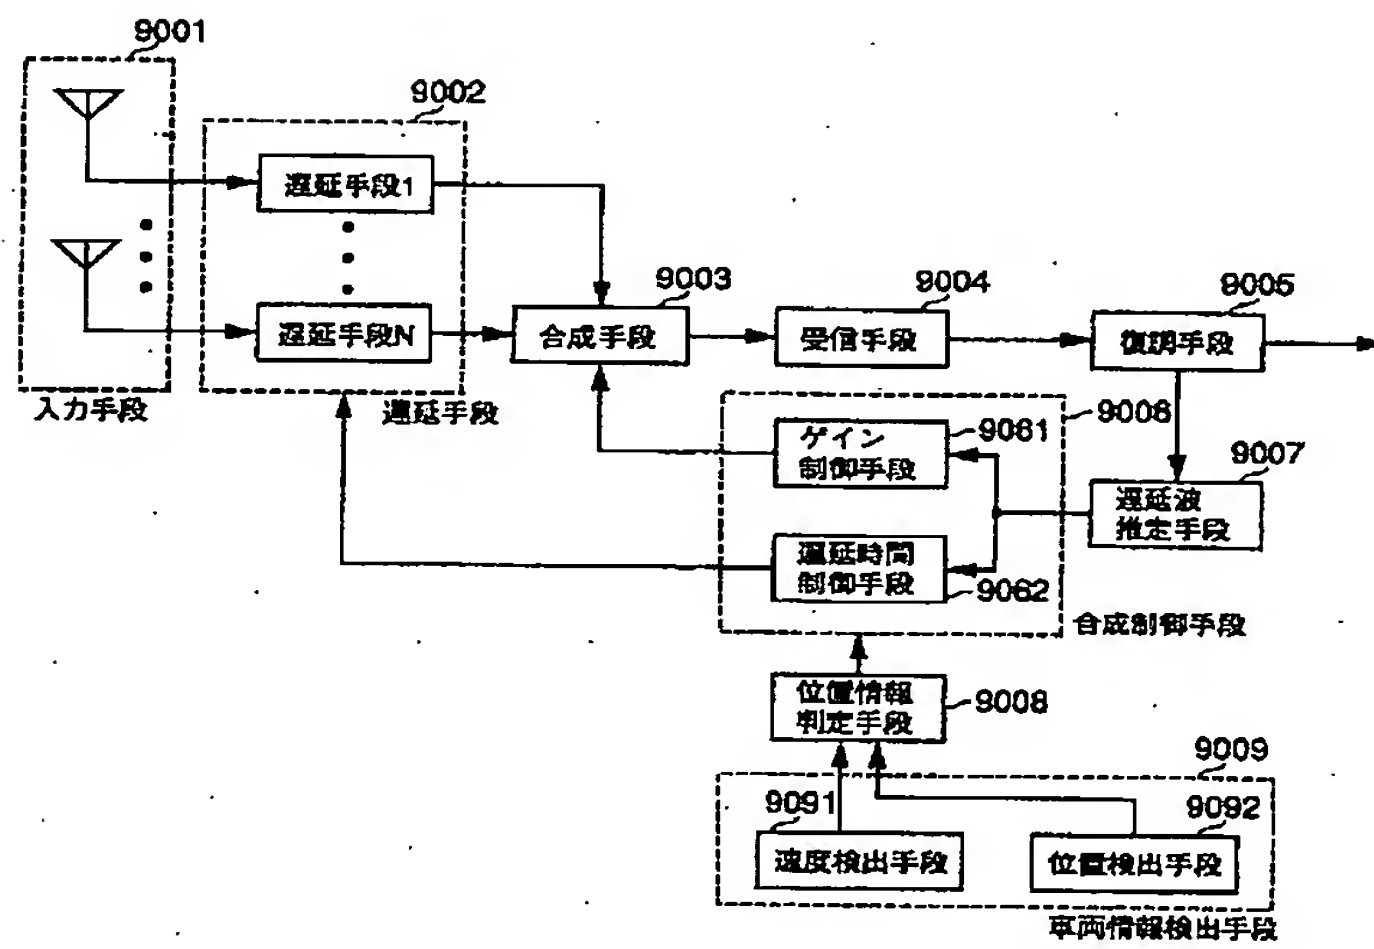 9001
9002
遅延手段1
遅延手段N
入力手段
遅延手段
9003
合成手段
9004
受信手段
9005
復調手段
9006
ゲイン
制御手段
9061
9007
遅延波
推定手段
遅延時間
制御手段
9062
合成制御手段
位置情報
判定手段
9008
9009
9091
速度検出手段
9092
位置検出手段
車両情報検出手段